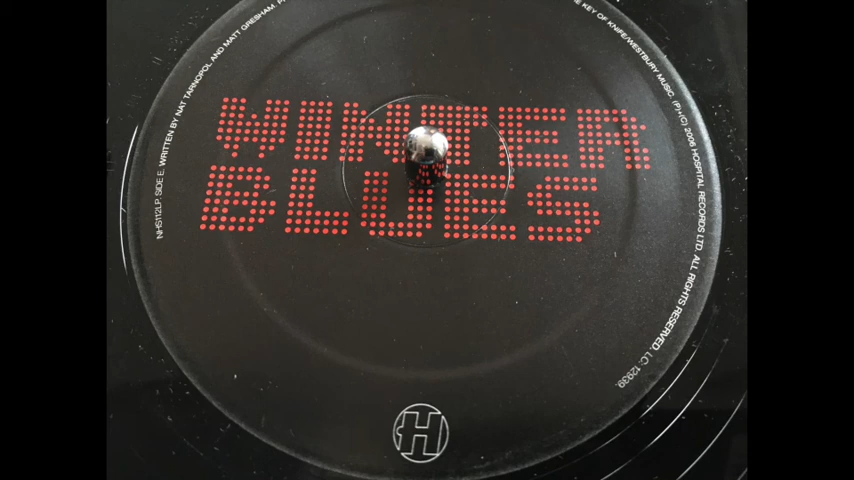 WINTER
BLUES
NHS112LP. SIDE E. WRITTEN BY NAT TARNOPOL AND MATT GRESHAM.
KEY OF KNIFE/WESTBURY MUSIC. (P)+(C) 2006 HOSPITAL RECORDS LTD. ALL RIGHTS RESERVED. LC: 12939.
H